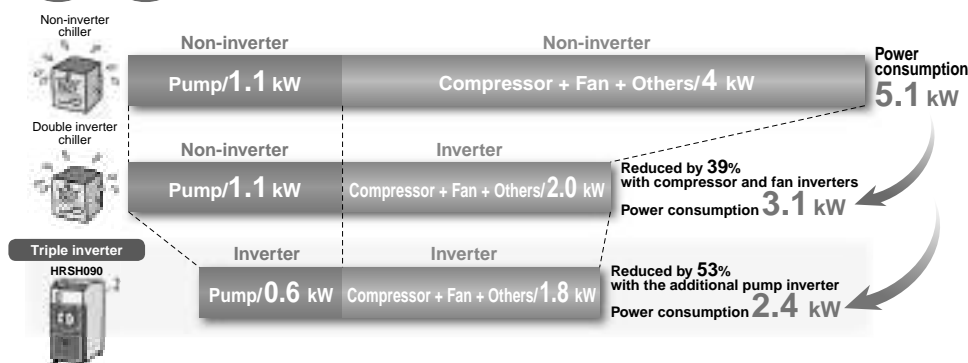 Non-inverter
chiller
Non-inverter
Non-inverter
Pump/1.1 kW
Compressor + Fan + Others/4 kW
Power
consumption
5.1 kW
Double inverter
chiller
Non-inverter
Inverter
Pump/1.1 kW
Compressor + Fan + Others/2.0 kW
Reduced by 39%
with compressor and fan inverters
Power consumption 3.1 kW
Triple inverter
HRSH090
Inverter
Inverter
Pump/0.6 kW
Compressor + Fan + Others/1.8 kW
Reduced by 53%
with the additional pump inverter
Power consumption 2.4 kW